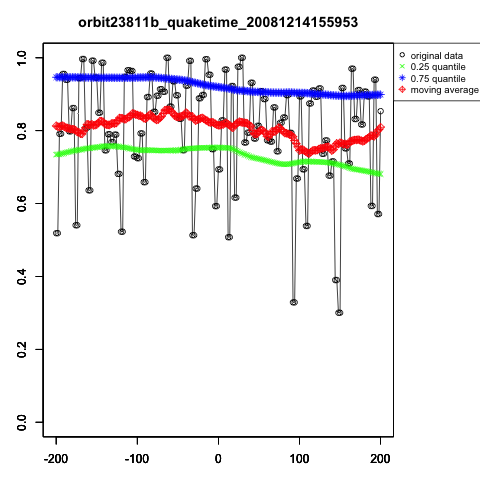 orbit23811b_quaketime_20081214155953
original data
0.25 quantile
0.75 quantile
moving average
1.0
0.8
0.6
0.4
0.2
0.0
-200 -100 0 100 200